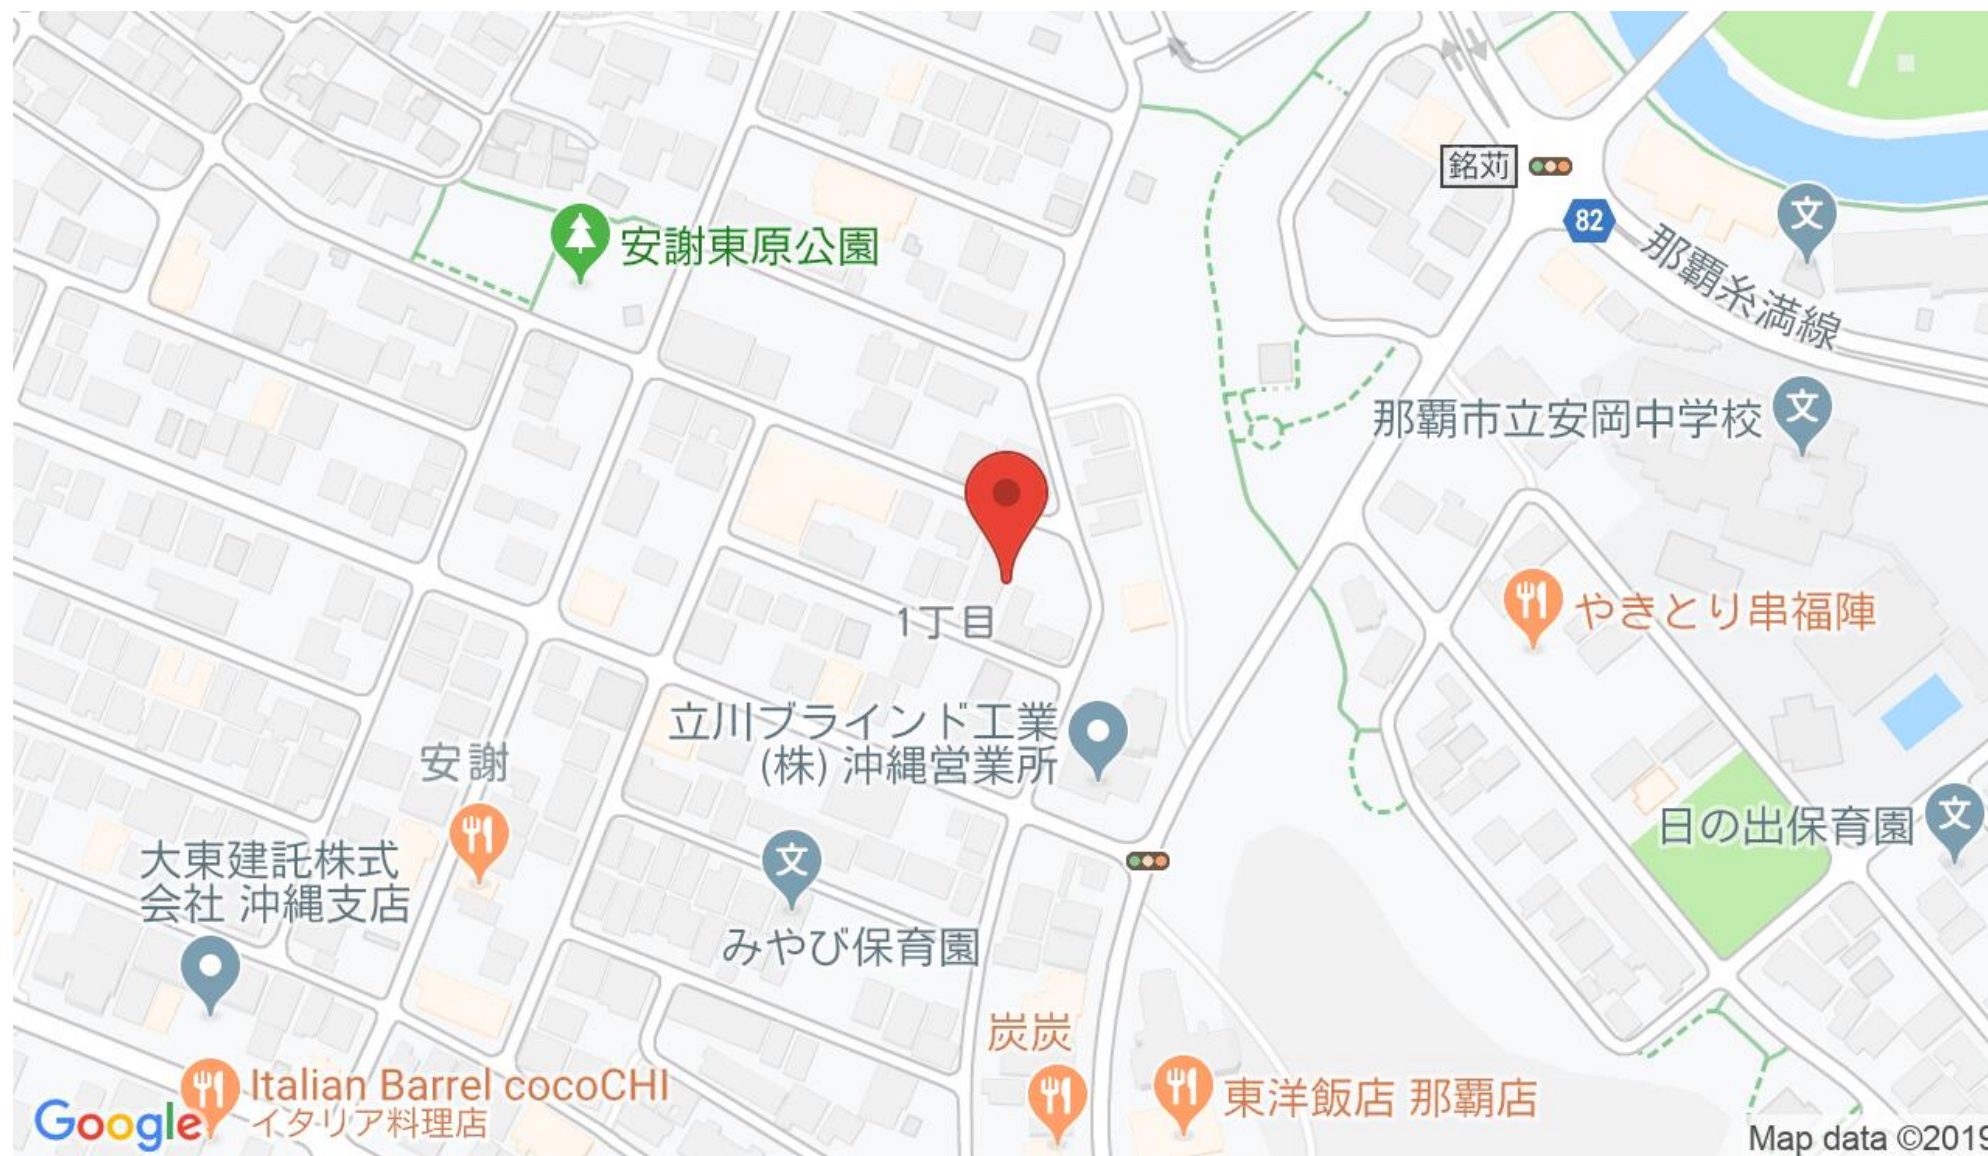 銘苅
82
那覇糸満線
文
安謝東原公園
那覇市立安岡中学校
文
1丁目
やきとり串福陣
立川ブラインド工業
(株) 沖縄営業所
安謝
日の出保育園
文
大東建託株式
会社 沖縄支店
文
みやび保育園
炭炭
Italian Barrel cocoCHI
イタリア料理店
東洋飯店 那覇店
Google
Map data ©2019